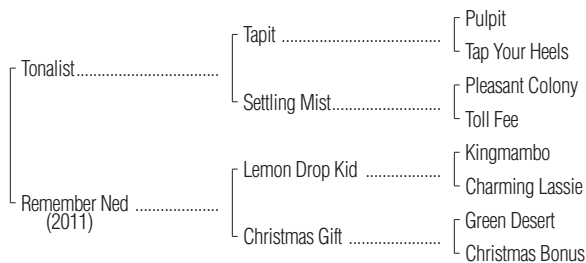 Pulpit
Tapit
Tap Your Heels
Tonalist
Pleasant Colony
Settling Mist
Toll Fee
Kingmambo
Lemon Drop Kid
Charming Lassie
Remember Ned
(2011)
Green Desert
Christmas Gift
Christmas Bonus